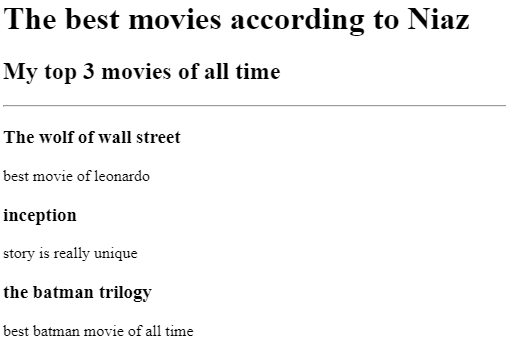 The best movies according to Niaz
My top 3 movies of all time
The wolf of wall street
best movie of leonardo
inception
story is really unique
the batman trilogy
best batman movie of all time